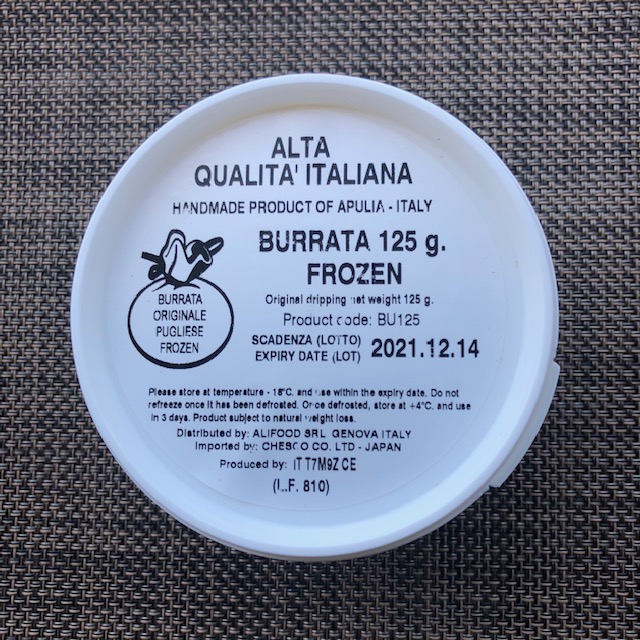 ALTA
QUALITA' ITALIANA
HANDMADE PRODUCT OF APULIA - ITALY
BURRATA 125 g.
FROZEN
BURRATA
ORIGINALE
PUGLIESE
FROZEN
Original dripping net weight 125 g.
Product code: BU125
SCADENZA (LOTTO)
EXPIRY DATE (LOT) 2021.12.14
Please store at temperature - 18°C. and use within the expiry date. Do not
refreeze once it has been defrosted. Once defrosted, store at +4°C. and use
in 3 days. Product subject to natural weight loss.
Distributed by: ALIFOOD SRL GENOVA ITALY
Imported by: CHESCO CO. LTD - JAPAN
Produced by: IT T7M9Z CE
(I..F. 810)